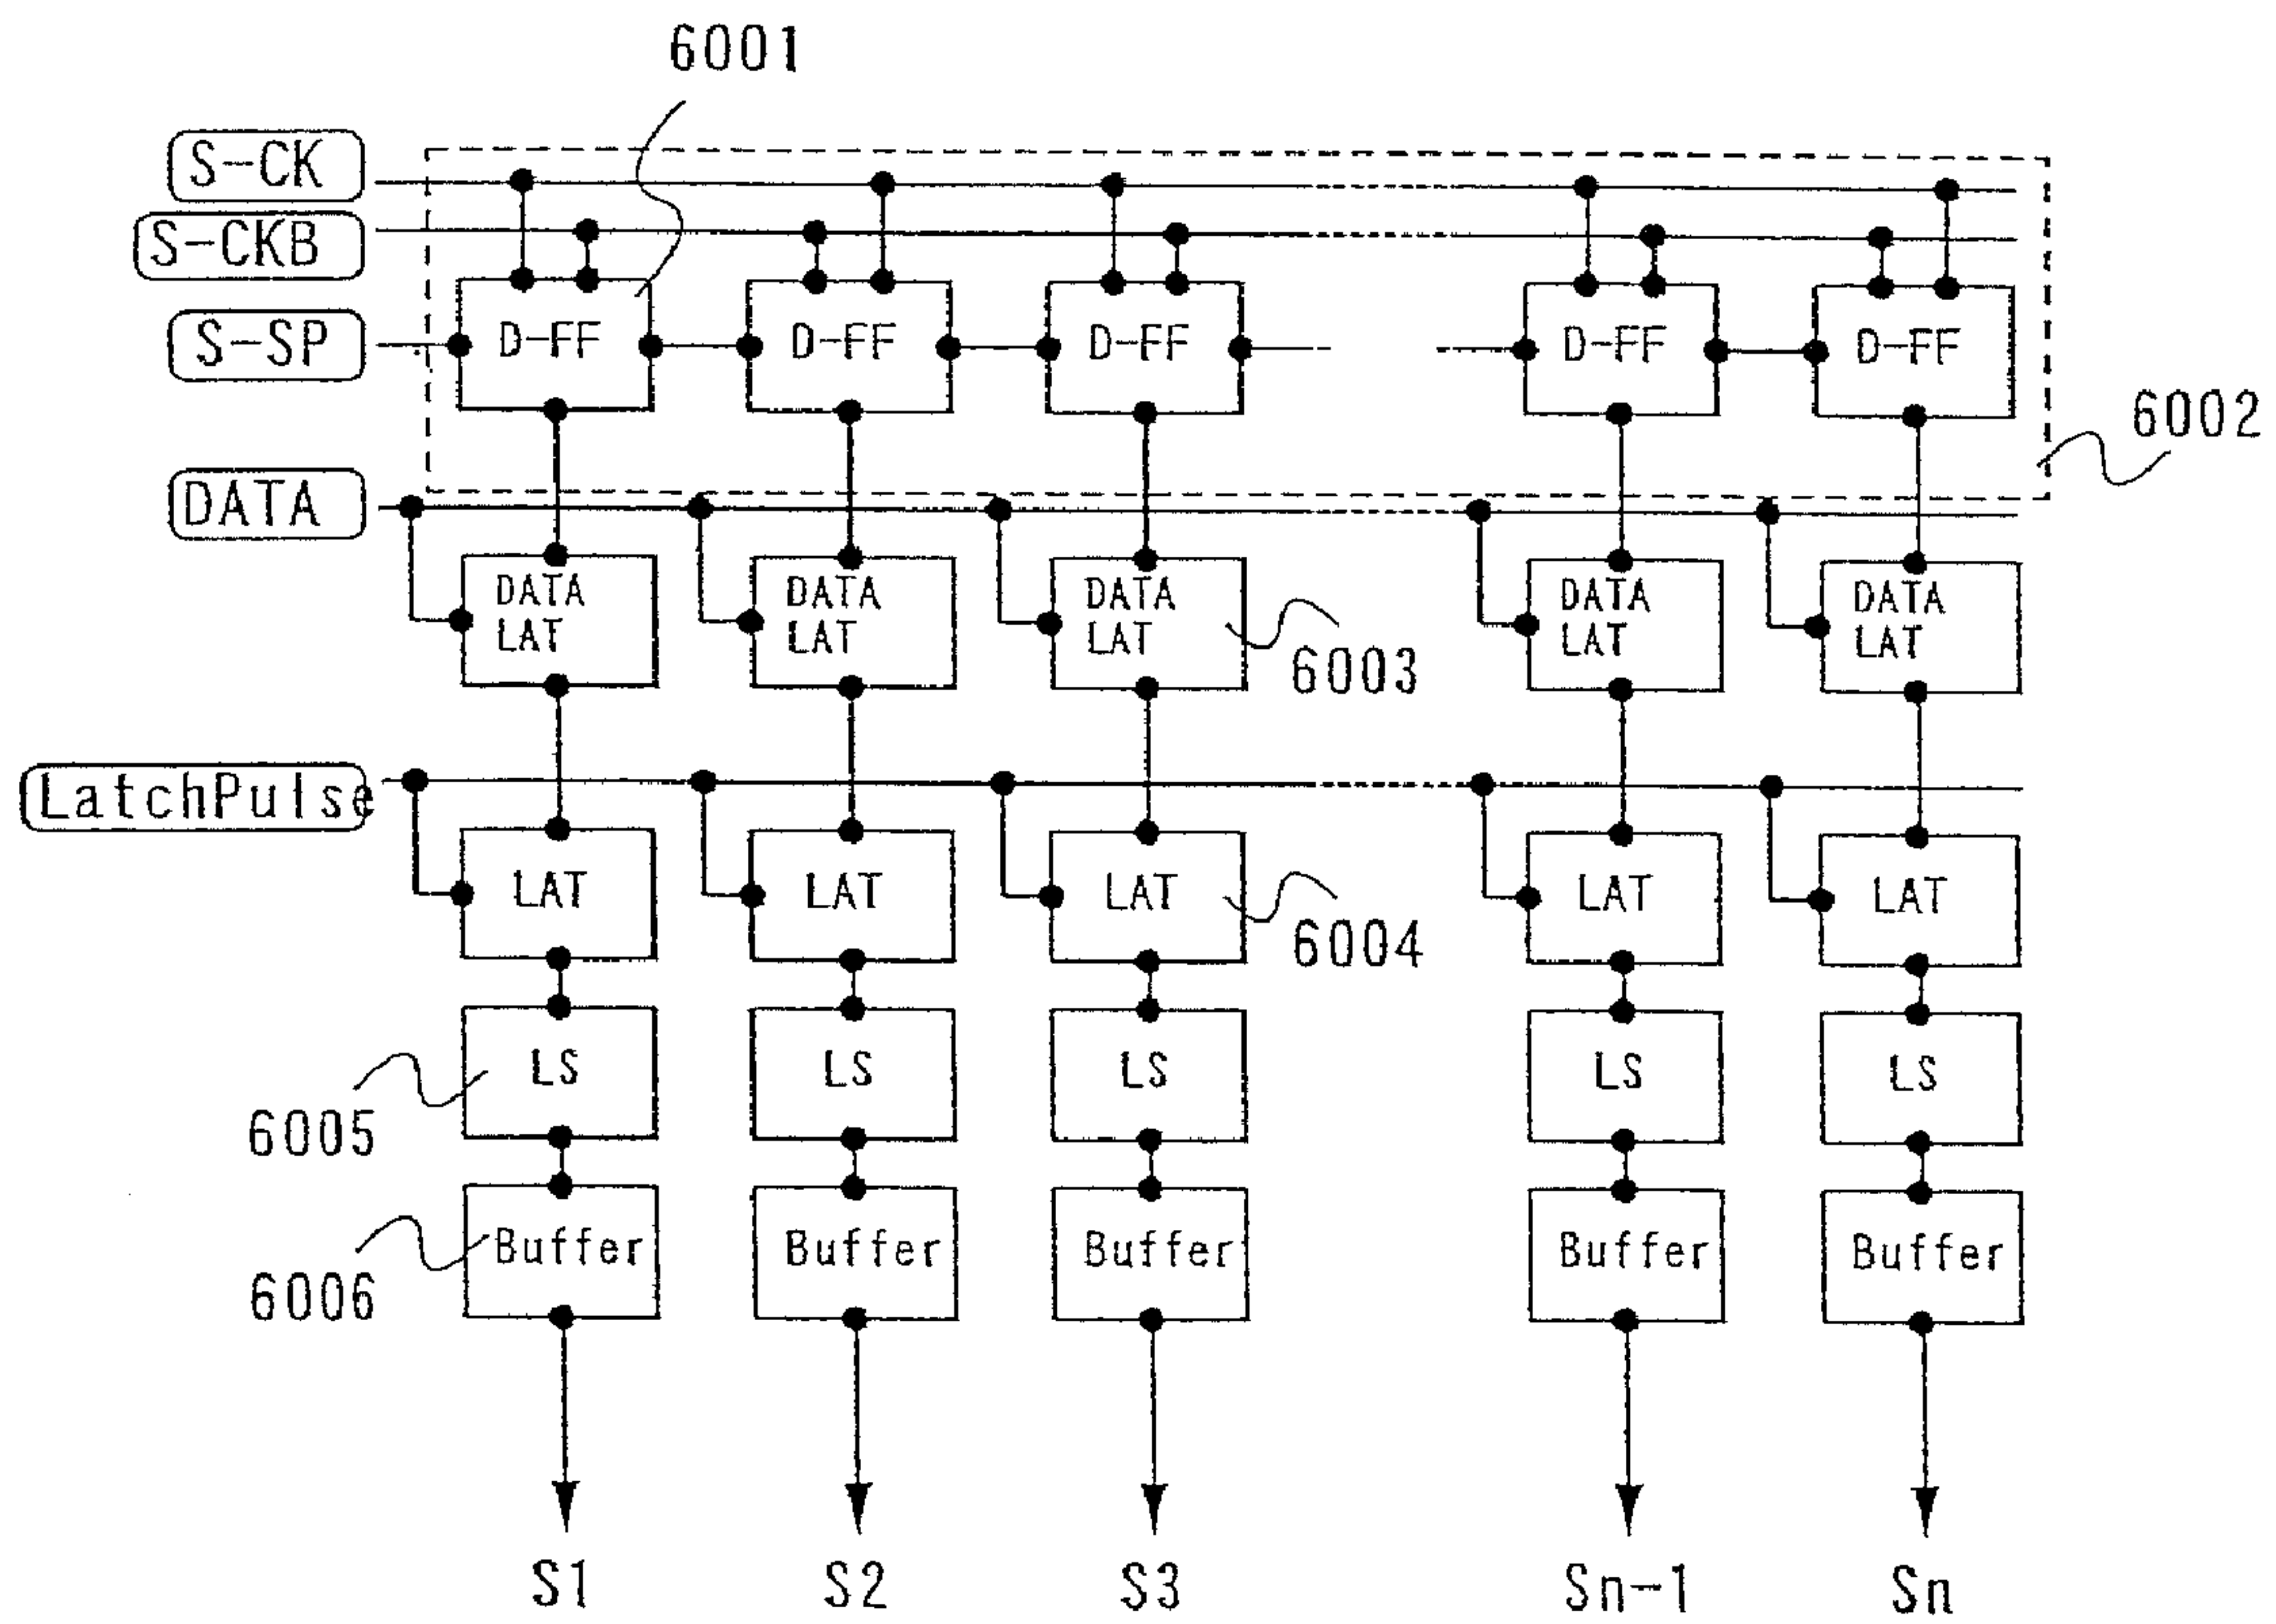 6001
S-CK
S-CKB
S-SP
D-FF D-FF D-FF D-FF D-FF
6002
DATA
DATA LAT DATA LAT DATA LAT DATA LAT DATA LAT
6003
LatchPulse
LAT LAT LAT LAT LAT
6004
LS LS LS LS LS
6005
Buffer Buffer Buffer Buffer Buffer
6006
S1 S2 S3 Sn-1 Sn